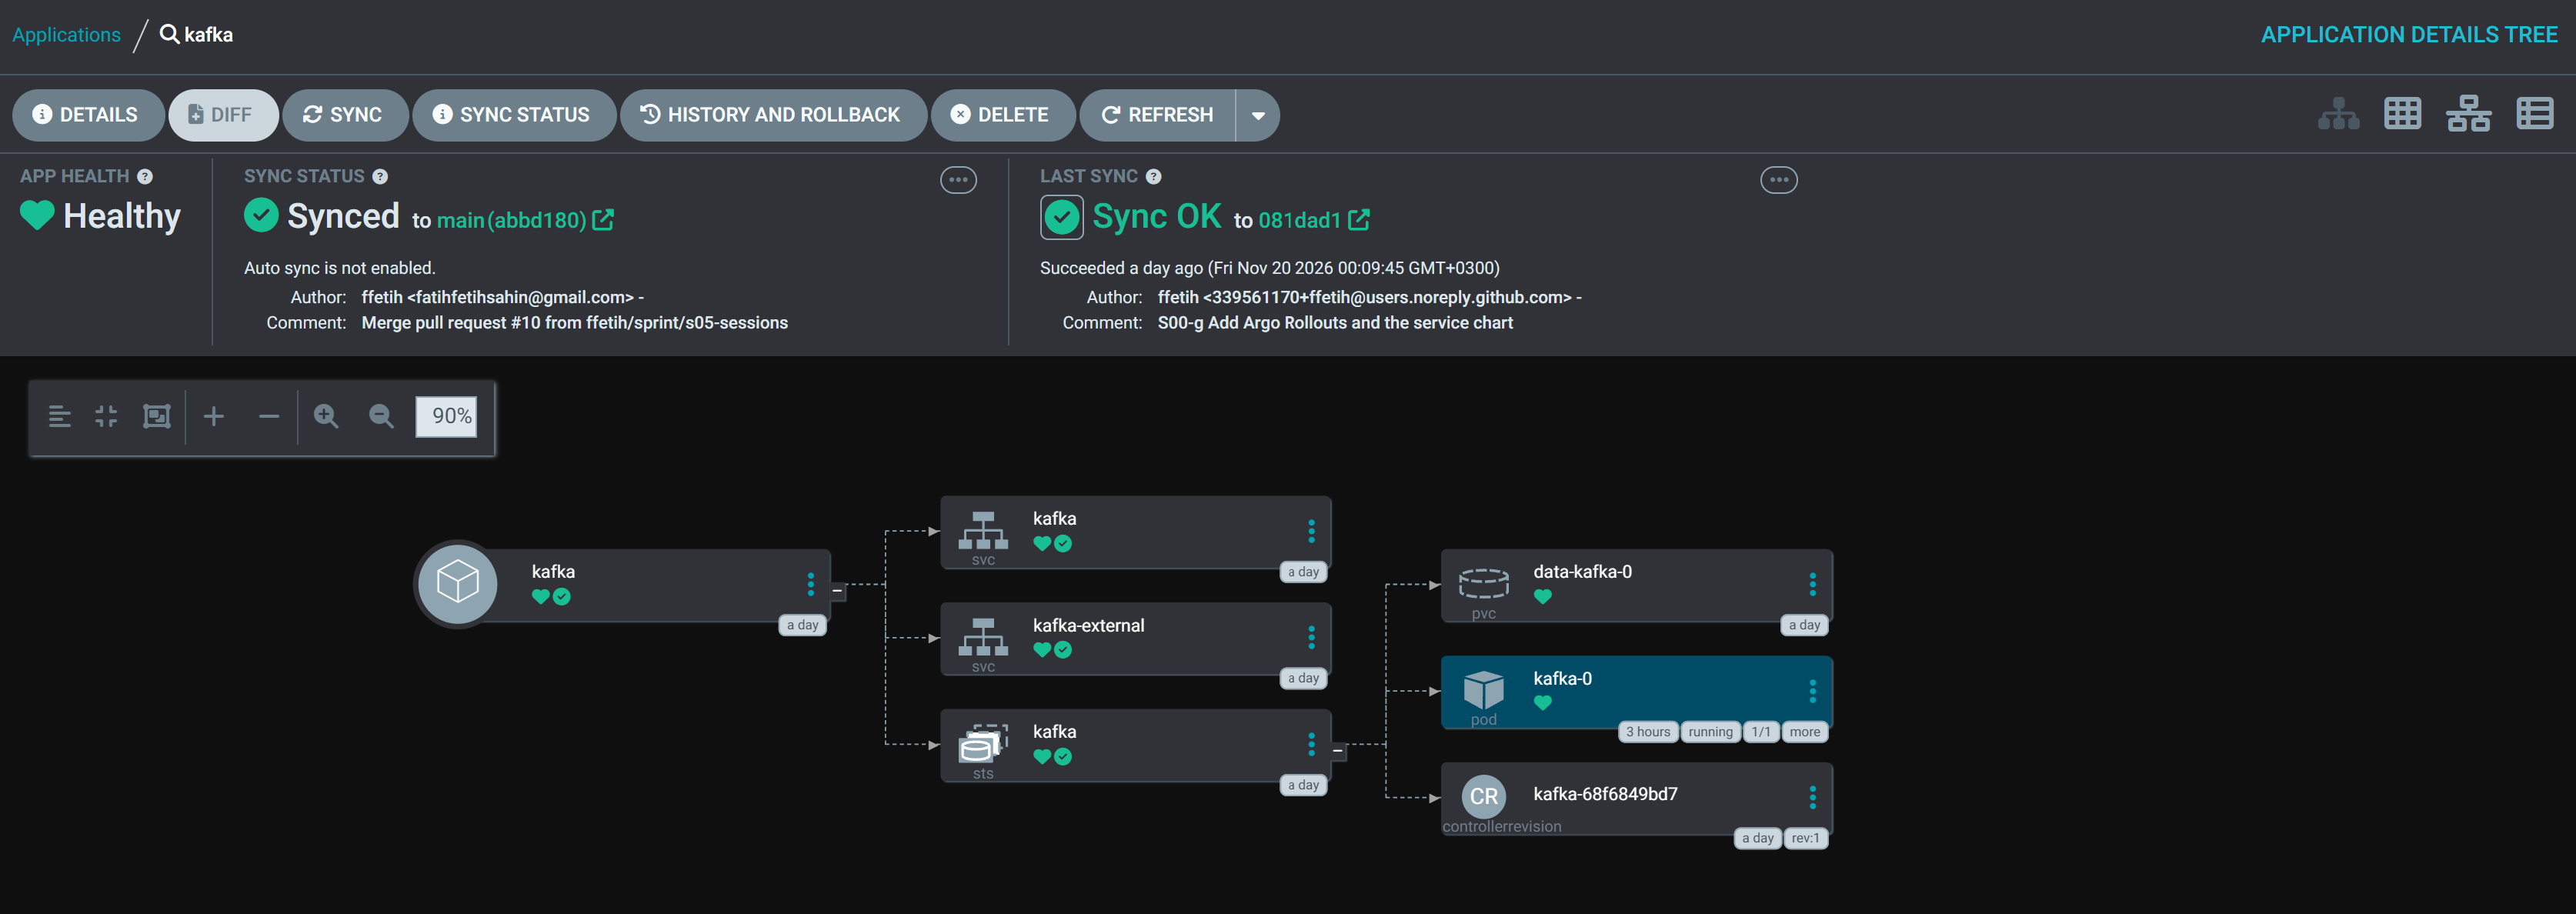 Applications / kafka
APPLICATION DETAILS TREE
DETAILS
DIFF
SYNC
SYNC STATUS
HISTORY AND ROLLBACK
DELETE
REFRESH
APP HEALTH
Healthy
SYNC STATUS
Synced to main (abbd180)
Auto sync is not enabled.
Author: ffetih <fatihfetihsahin@gmail.com> -
Comment: Merge pull request #10 from ffetih/sprint/s05-sessions
LAST SYNC
Sync OK to 081dad1
Succeeded a day ago (Fri Nov 20 2026 00:09:45 GMT+0300)
Author: ffetih <339561170+ffetih@users.noreply.github.com> -
Comment: S00-g Add Argo Rollouts and the service chart
90%
kafka
a day
kafka
svc
a day
kafka-external
svc
a day
kafka
sts
a day
data-kafka-0
pvc
a day
kafka-0
pod
3 hours running 1/1 more
CR
kafka-68f6849bd7
controllerrevision
a day rev:1